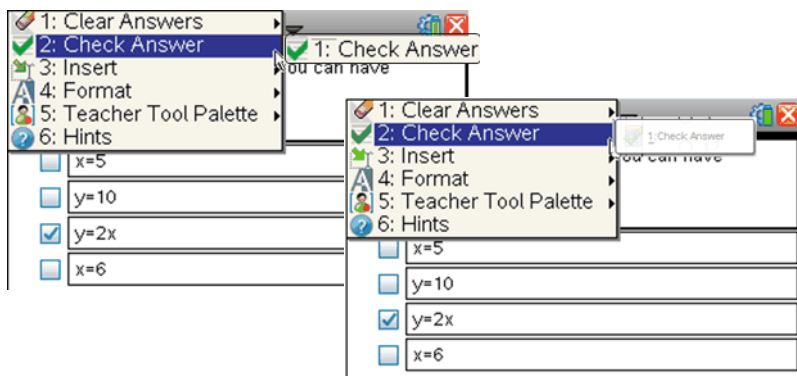 1: Clear Answers
2: Check Answer
1: Check Answer
3: Insert
you can have
4: Format
5: Teacher Tool Palette
6: Hints
x=5
y=10
y=2x
x=6
1: Clear Answers
2: Check Answer
1:Check Answer
3: Insert
you can have
4: Format
5: Teacher Tool Palette
6: Hints
x=5
y=10
y=2x
x=6